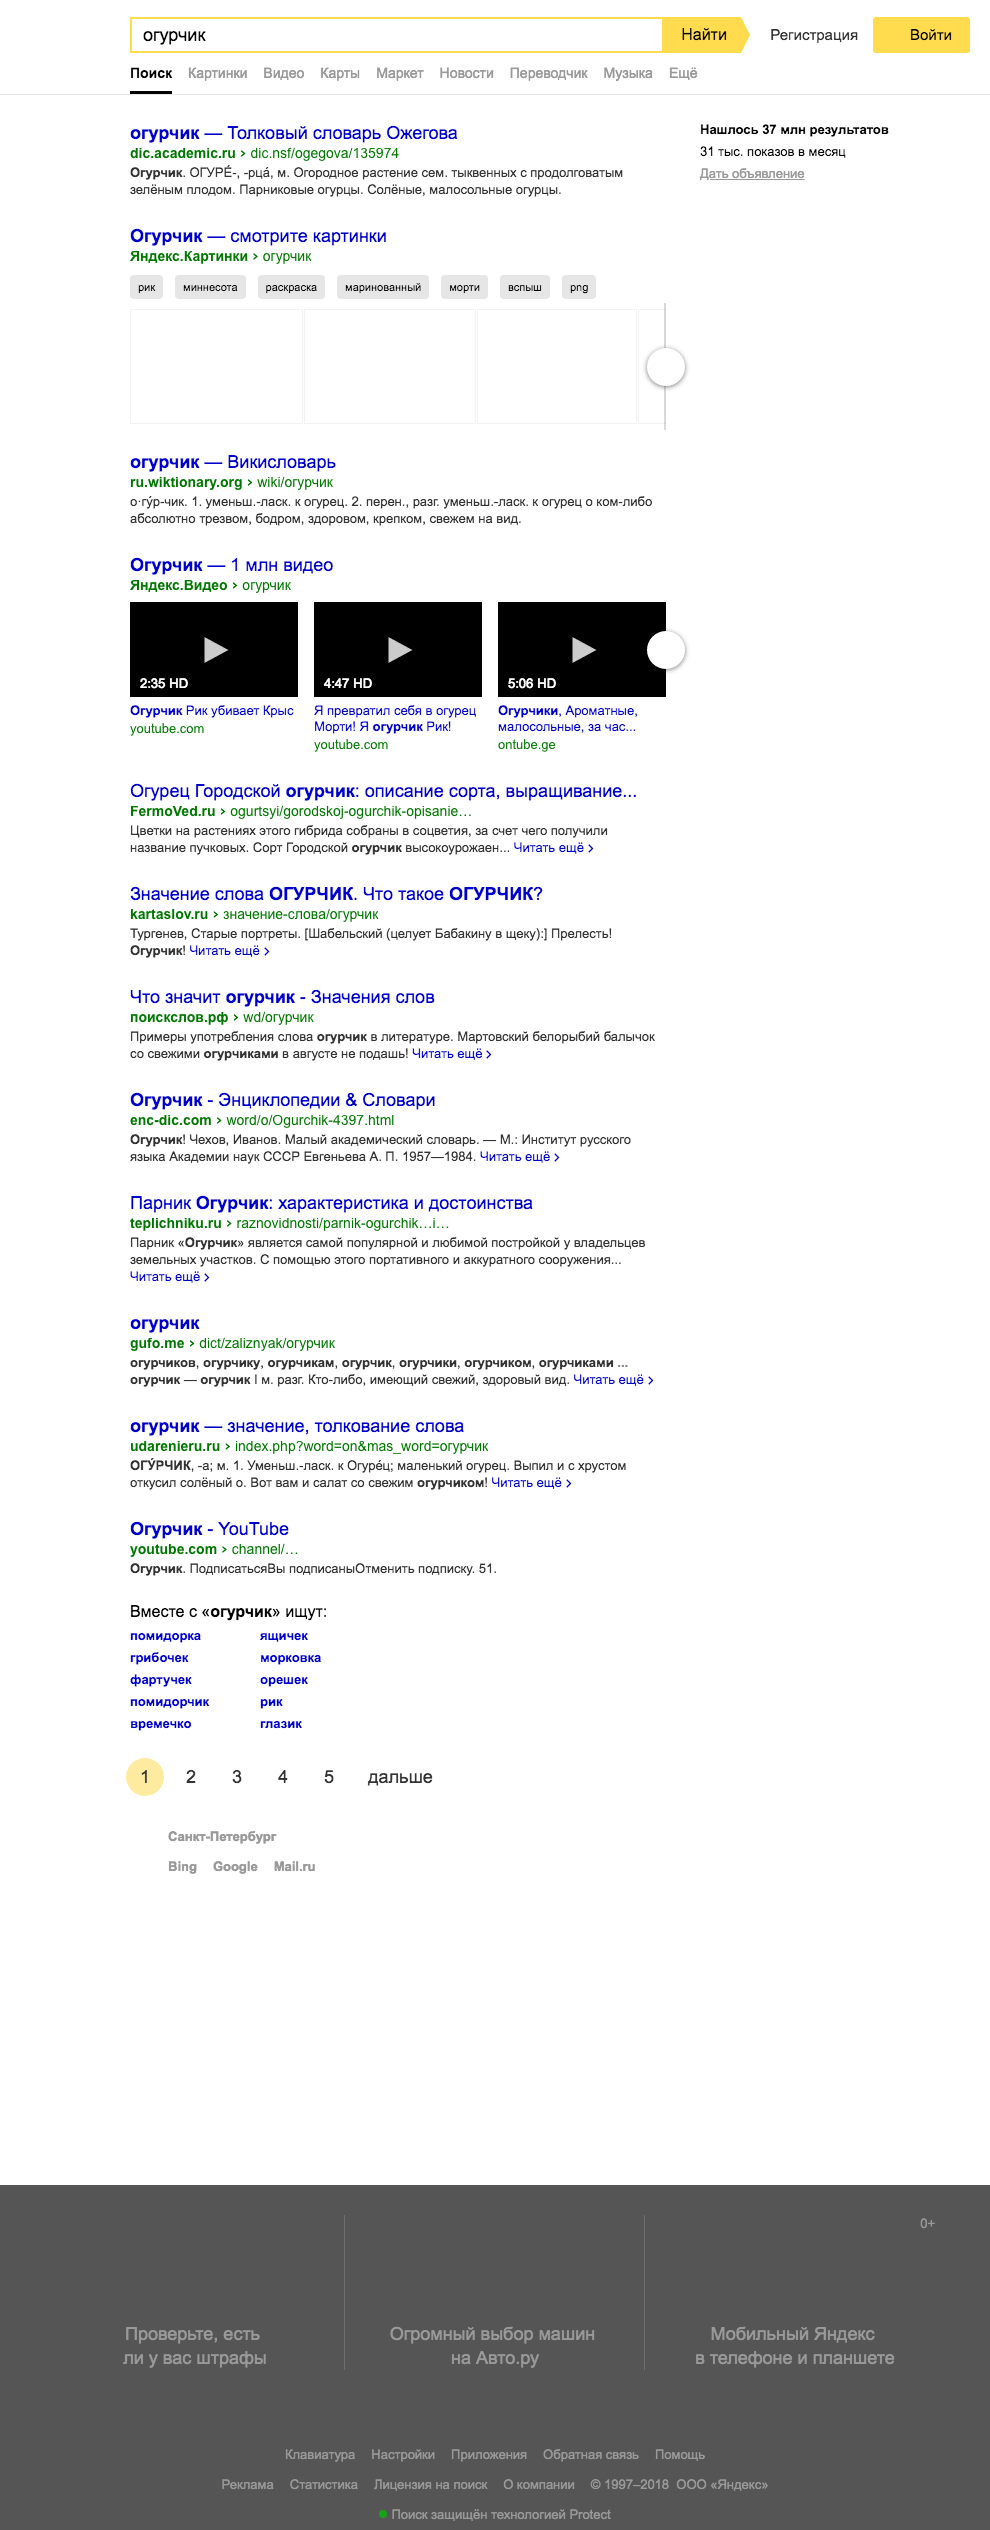 огурчик
Найти
Регистрация
Войти
Поиск Картинки Видео Карты Маркет Новости Переводчик Музыка Ещё
огурчик — Толковый словарь Ожегова
dic.academic.ru › dic.nsf/ogegova/135974
Огурчик. ОГУРЕ́-, -рца́, м. Огородное растение сем. тыквенных с продолговатым
зелёным плодом. Парниковые огурцы. Солёные, малосольные огурцы.
Нашлось 37 млн результатов
31 тыс. показов в месяц
Дать объявление
Огурчик — смотрите картинки
Яндекс.Картинки › огурчик
рик миннесота раскраска маринованный морти вспыш png
огурчик — Викисловарь
ru.wiktionary.org › wiki/огурчик
о·гу́р-чик. 1. уменьш.-ласк. к огурец. 2. перен., разг. уменьш.-ласк. к огурец о ком-либо
абсолютно трезвом, бодром, здоровом, крепком, свежем на вид.
Огурчик — 1 млн видео
Яндекс.Видео › огурчик
2:35 HD
4:47 HD
5:06 HD
Огурчик Рик убивает Крыс
youtube.com
Я превратил себя в огурец
Морти! Я огурчик Рик!
youtube.com
Огурчики, Ароматные,
малосольные, за час...
ontube.ge
Огурец Городской огурчик: описание сорта, выращивание...
FermoVed.ru › ogurtsyi/gorodskoj-ogurchik-opisanie…
Цветки на растениях этого гибрида собраны в соцветия, за счет чего получили
название пучковых. Сорт Городской огурчик высокоурожаен... Читать ещё ›
Значение слова ОГУРЧИК. Что такое ОГУРЧИК?
kartaslov.ru › значение-слова/огурчик
Тургенев, Старые портреты. [Шабельский (целует Бабакину в щеку):] Прелесть!
Огурчик! Читать ещё ›
Что значит огурчик - Значения слов
поискслов.рф › wd/огурчик
Примеры употребления слова огурчик в литературе. Мартовский белорыбий балычок
со свежими огурчиками в августе не подашь! Читать ещё ›
Огурчик - Энциклопедии & Словари
enc-dic.com › word/o/Ogurchik-4397.html
Огурчик! Чехов, Иванов. Малый академический словарь. — М.: Институт русского
языка Академии наук СССР Евгеньева А. П. 1957—1984. Читать ещё ›
Парник Огурчик: характеристика и достоинства
teplichniku.ru › raznovidnosti/parnik-ogurchik…i…
Парник «Огурчик» является самой популярной и любимой постройкой у владельцев
земельных участков. С помощью этого портативного и аккуратного сооружения...
Читать ещё ›
огурчик
gufo.me › dict/zaliznyak/огурчик
огурчиков, огурчику, огурчикам, огурчик, огурчики, огурчиком, огурчиками ...
огурчик — огурчик I м. разг. Кто-либо, имеющий свежий, здоровый вид. Читать ещё ›
огурчик — значение, толкование слова
udarenieru.ru › index.php?word=on&mas_word=огурчик
ОГУ́РЧИК, -а; м. 1. Уменьш.-ласк. к Огуре́ц; маленький огурец. Выпил и с хрустом
откусил солёный о. Вот вам и салат со свежим огурчиком! Читать ещё ›
Огурчик - YouTube
youtube.com › channel/…
Огурчик. ПодписатьсяВы подписаныОтменить подписку. 51.
Вместе с «огурчик» ищут:
помидорка ящичек
грибочек морковка
фартучек орешек
помидорчик рик
времечко глазик
1 2 3 4 5 дальше
Санкт-Петербург
Bing Google Mail.ru
0+
Проверьте, есть
ли у вас штрафы
Огромный выбор машин
на Авто.ру
Мобильный Яндекс
в телефоне и планшете
Клавиатура Настройки Приложения Обратная связь Помощь
Реклама Статистика Лицензия на поиск О компании © 1997–2018 ООО «Яндекс»
Поиск защищён технологией Protect